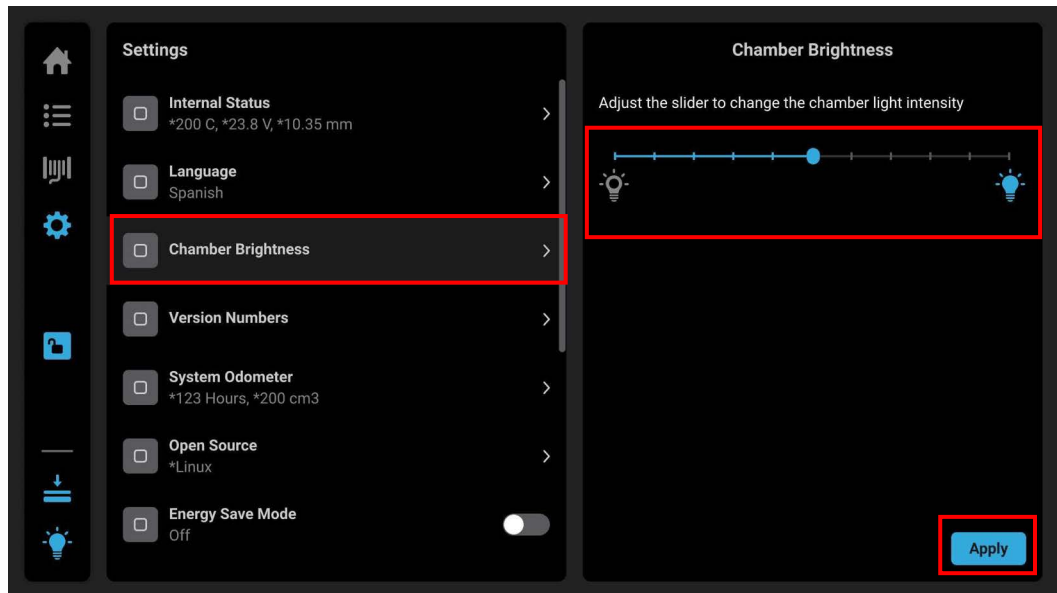 Settings
Internal Status
*200 C, *23.8 V, *10.35 mm
Language
Spanish
Chamber Brightness
Version Numbers
System Odometer
*123 Hours, *200 cm3
Open Source
*Linux
Energy Save Mode
Off
Chamber Brightness
Adjust the slider to change the chamber light intensity
Apply